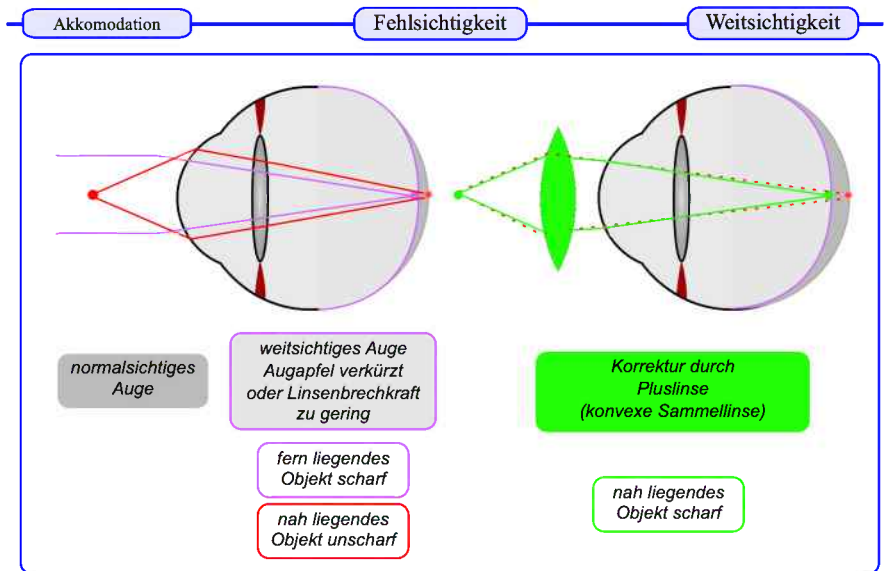 Akkomodation
Fehlsichtigkeit
Weitsichtigkeit
normalsichtiges
Auge
weitsichtiges Auge
Augapfel verkürzt
oder Linsenbrechkraft
zu gering
Korrektur durch
Pluslinse
(konvexe Sammellinse)
fern liegendes
Objekt scharf
nah liegendes
Objekt unscharf
nah liegendes
Objekt scharf